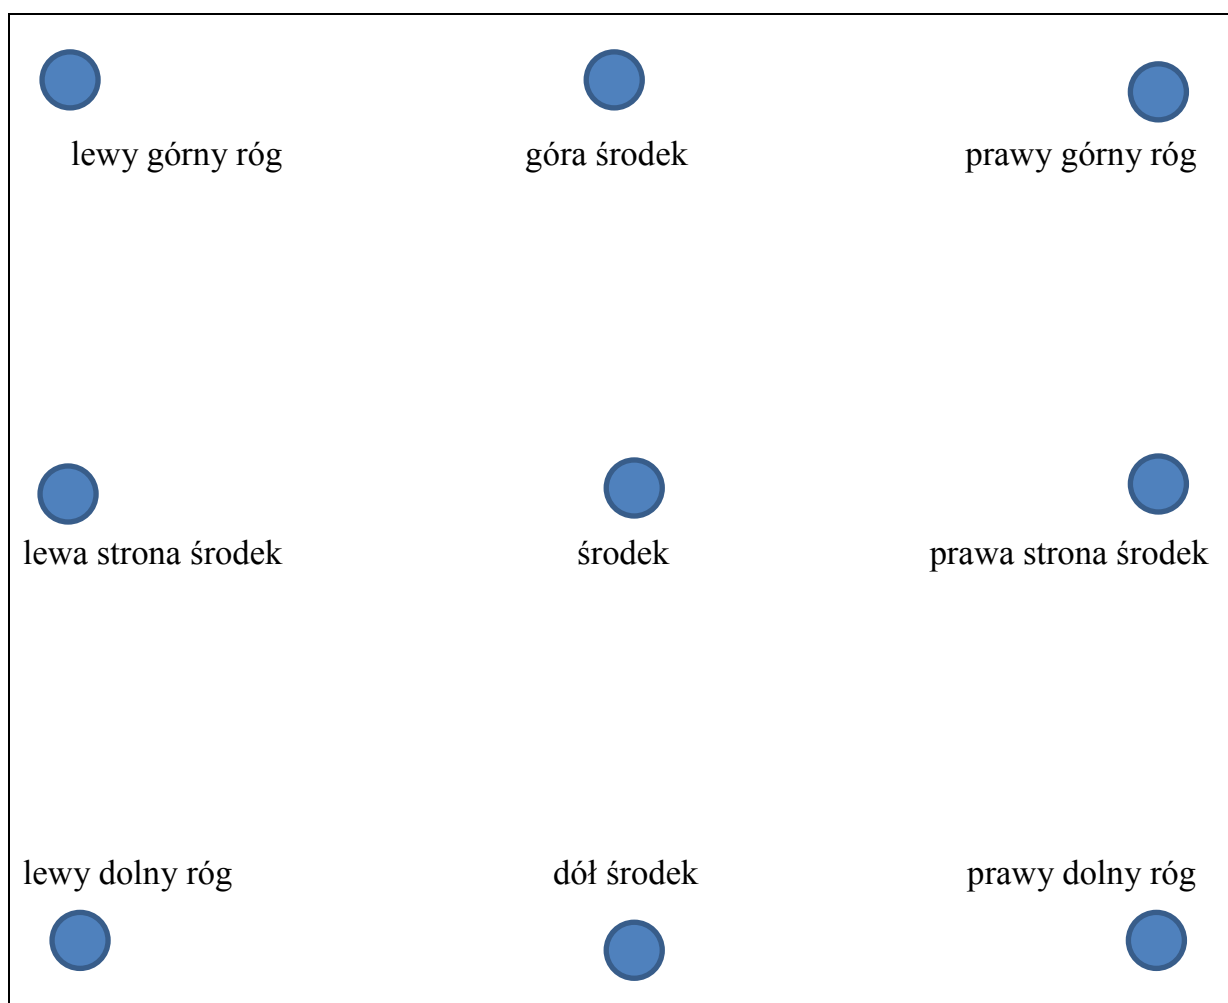 lewy górny róg
góra środek
prawy górny róg
lewa strona środek
środek
prawa strona środek
lewy dolny róg
dół środek
prawy dolny róg